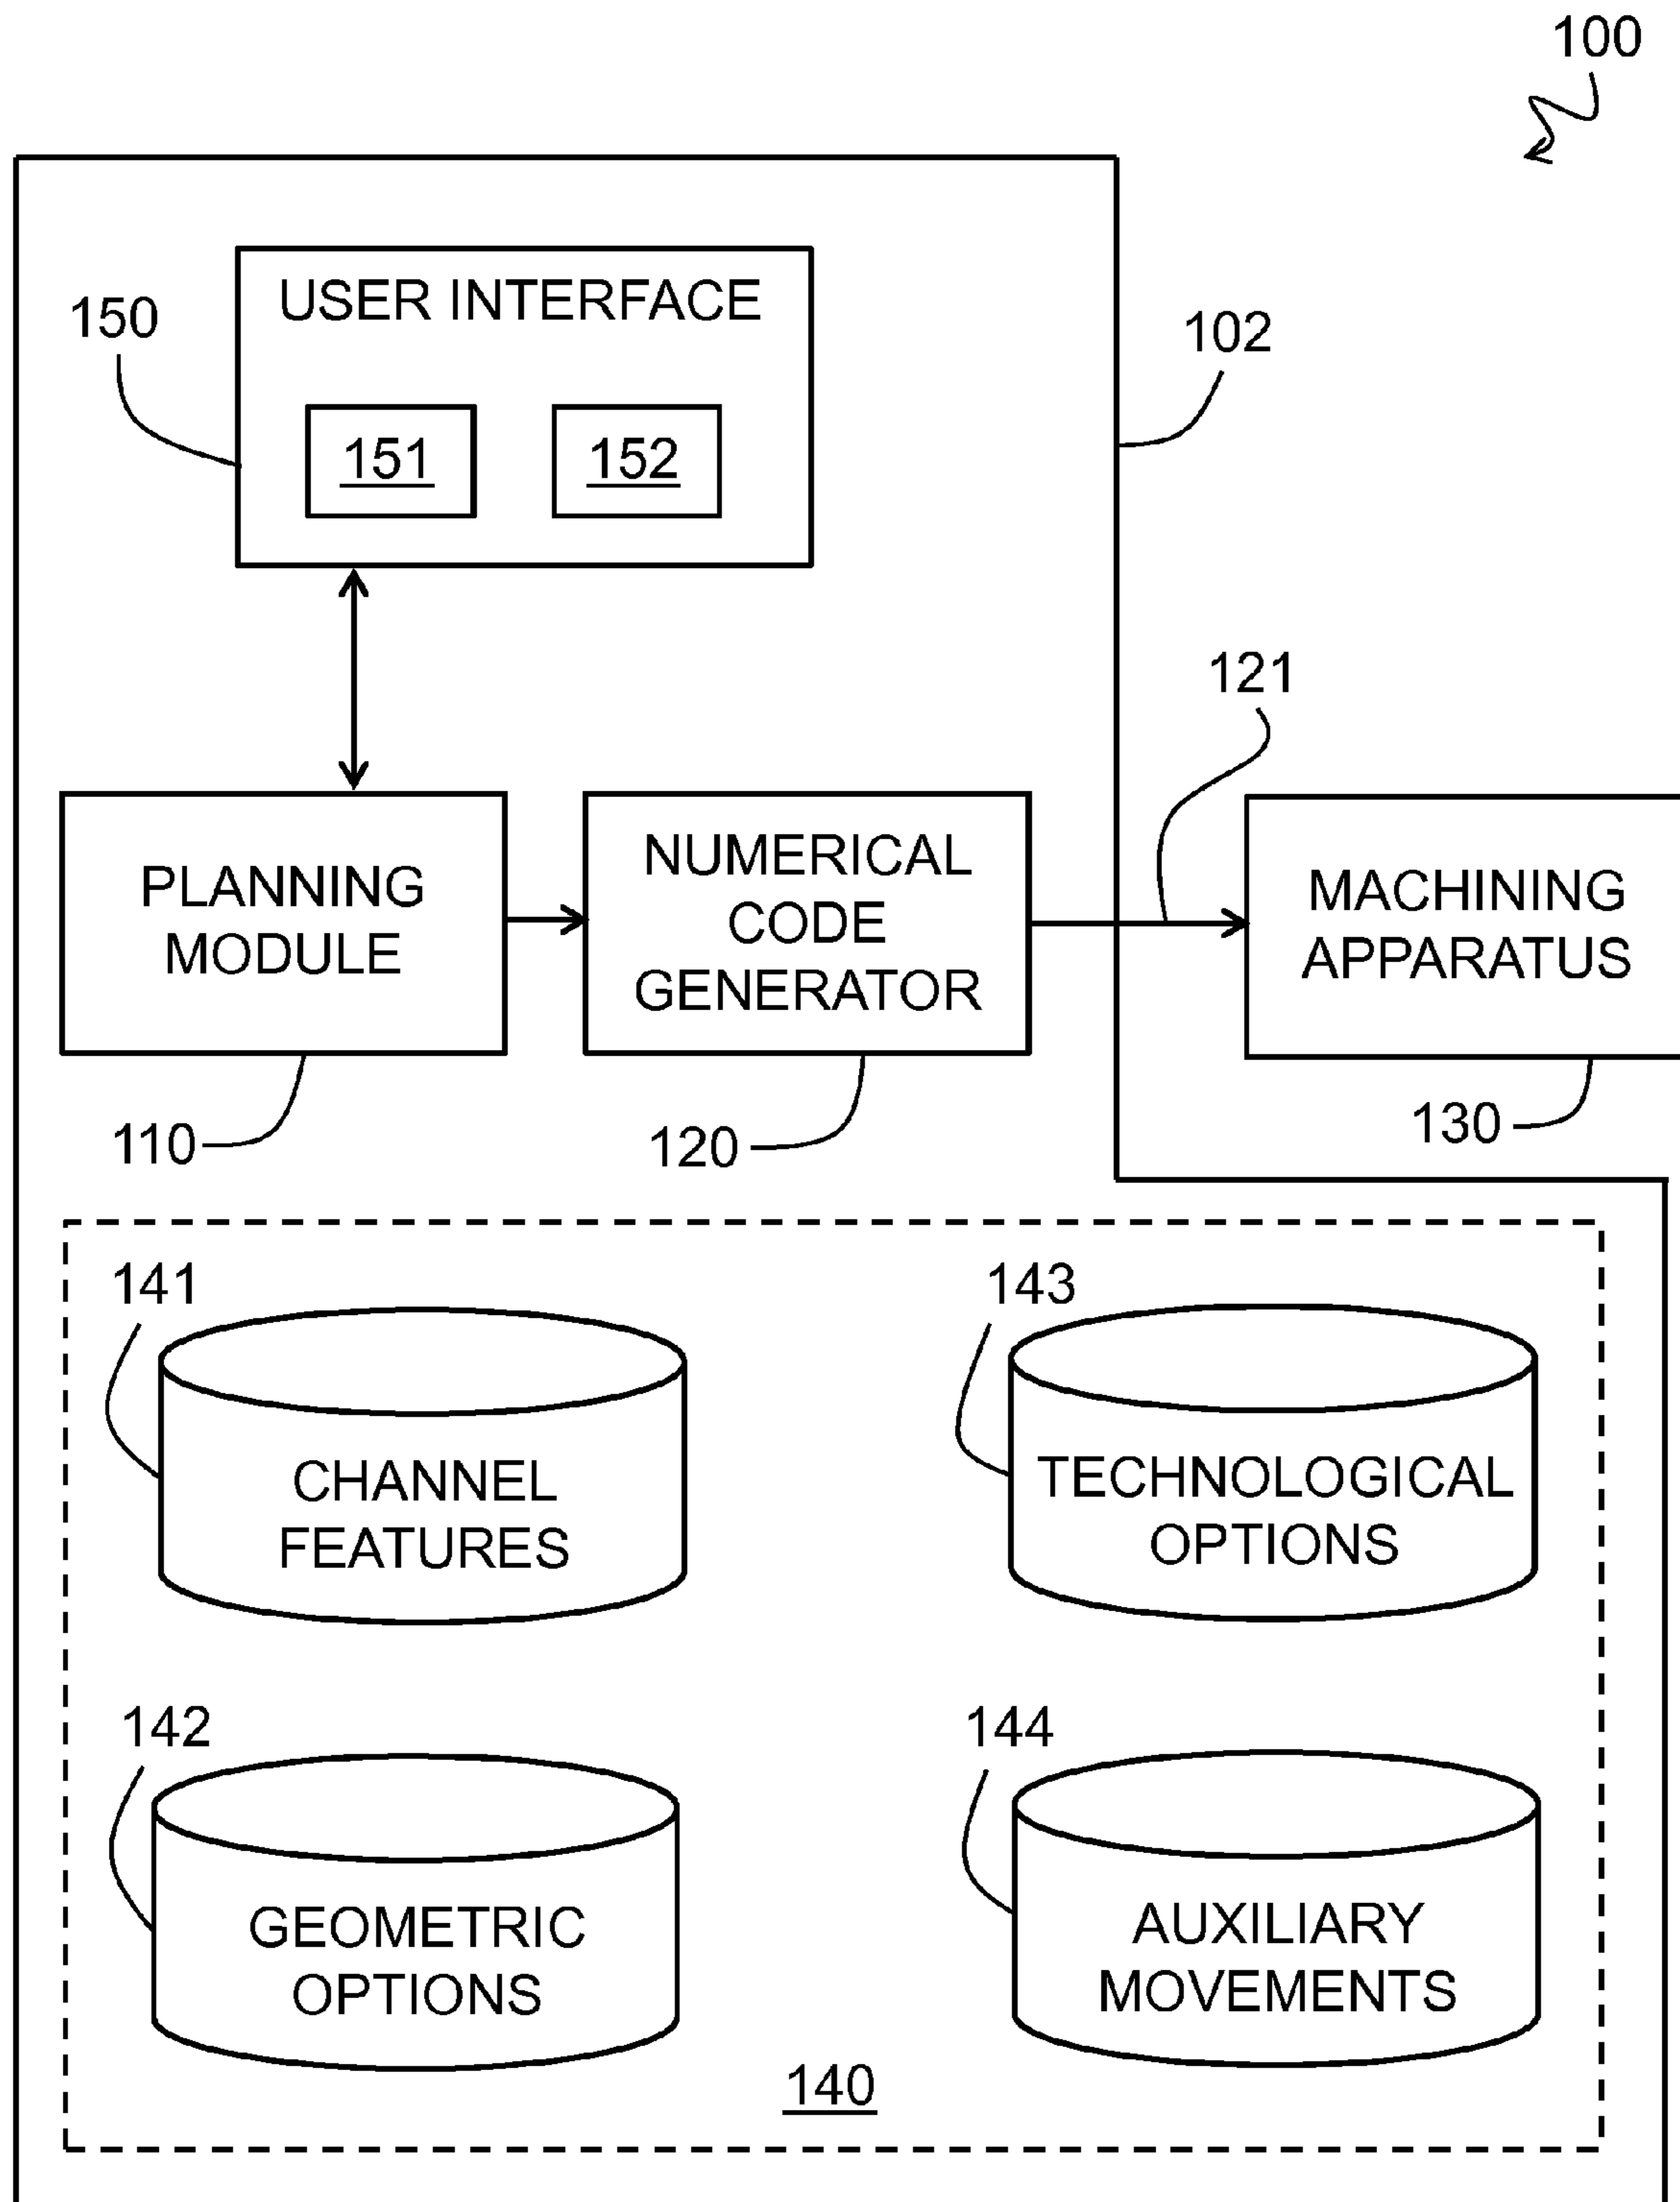 100
USER INTERFACE
150
102
151 152
121
PLANNING
MODULE
NUMERICAL
CODE
GENERATOR
MACHINING
APPARATUS
110
120
130
141
143
CHANNEL
FEATURES
TECHNOLOGICAL
OPTIONS
142
144
GEOMETRIC
OPTIONS
AUXILIARY
MOVEMENTS
140